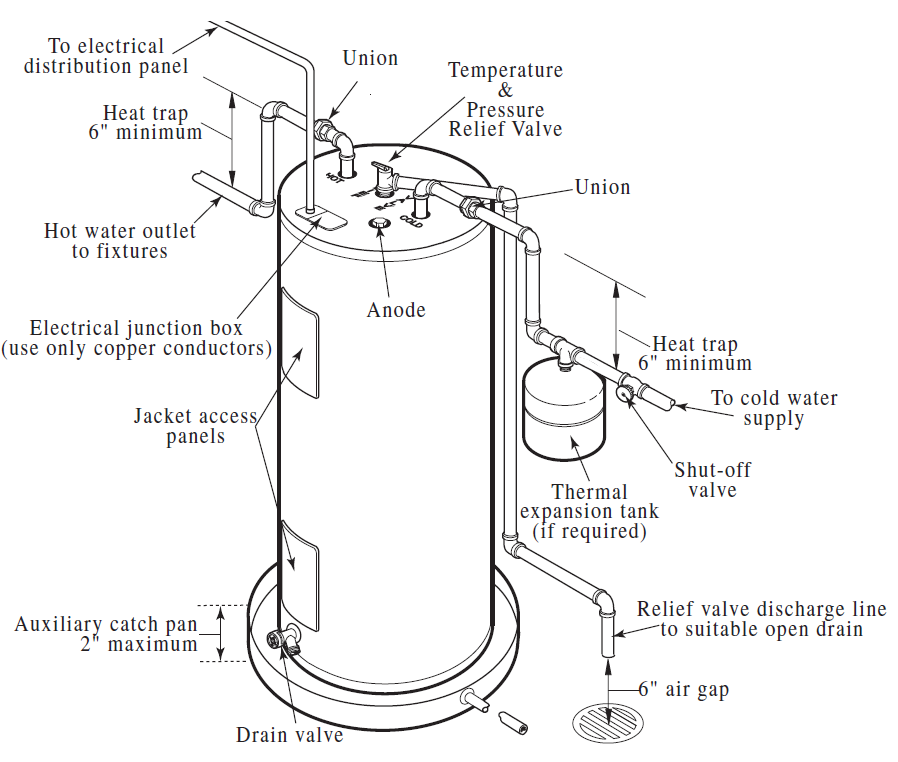 To electrical
distribution panel
Union
Temperature
&
Pressure
Relief Valve
Heat trap
6" minimum
HOT
Union
COLD
Hot water outlet
to fixtures
Anode
Electrical junction box
(use only copper conductors)
Heat trap
6" minimum
To cold water
supply
Jacket access
panels
Shut-off
valve
Thermal
expansion tank
(if required)
Auxiliary catch pan
2" maximum
Relief valve discharge line
to suitable open drain
6" air gap
Drain valve